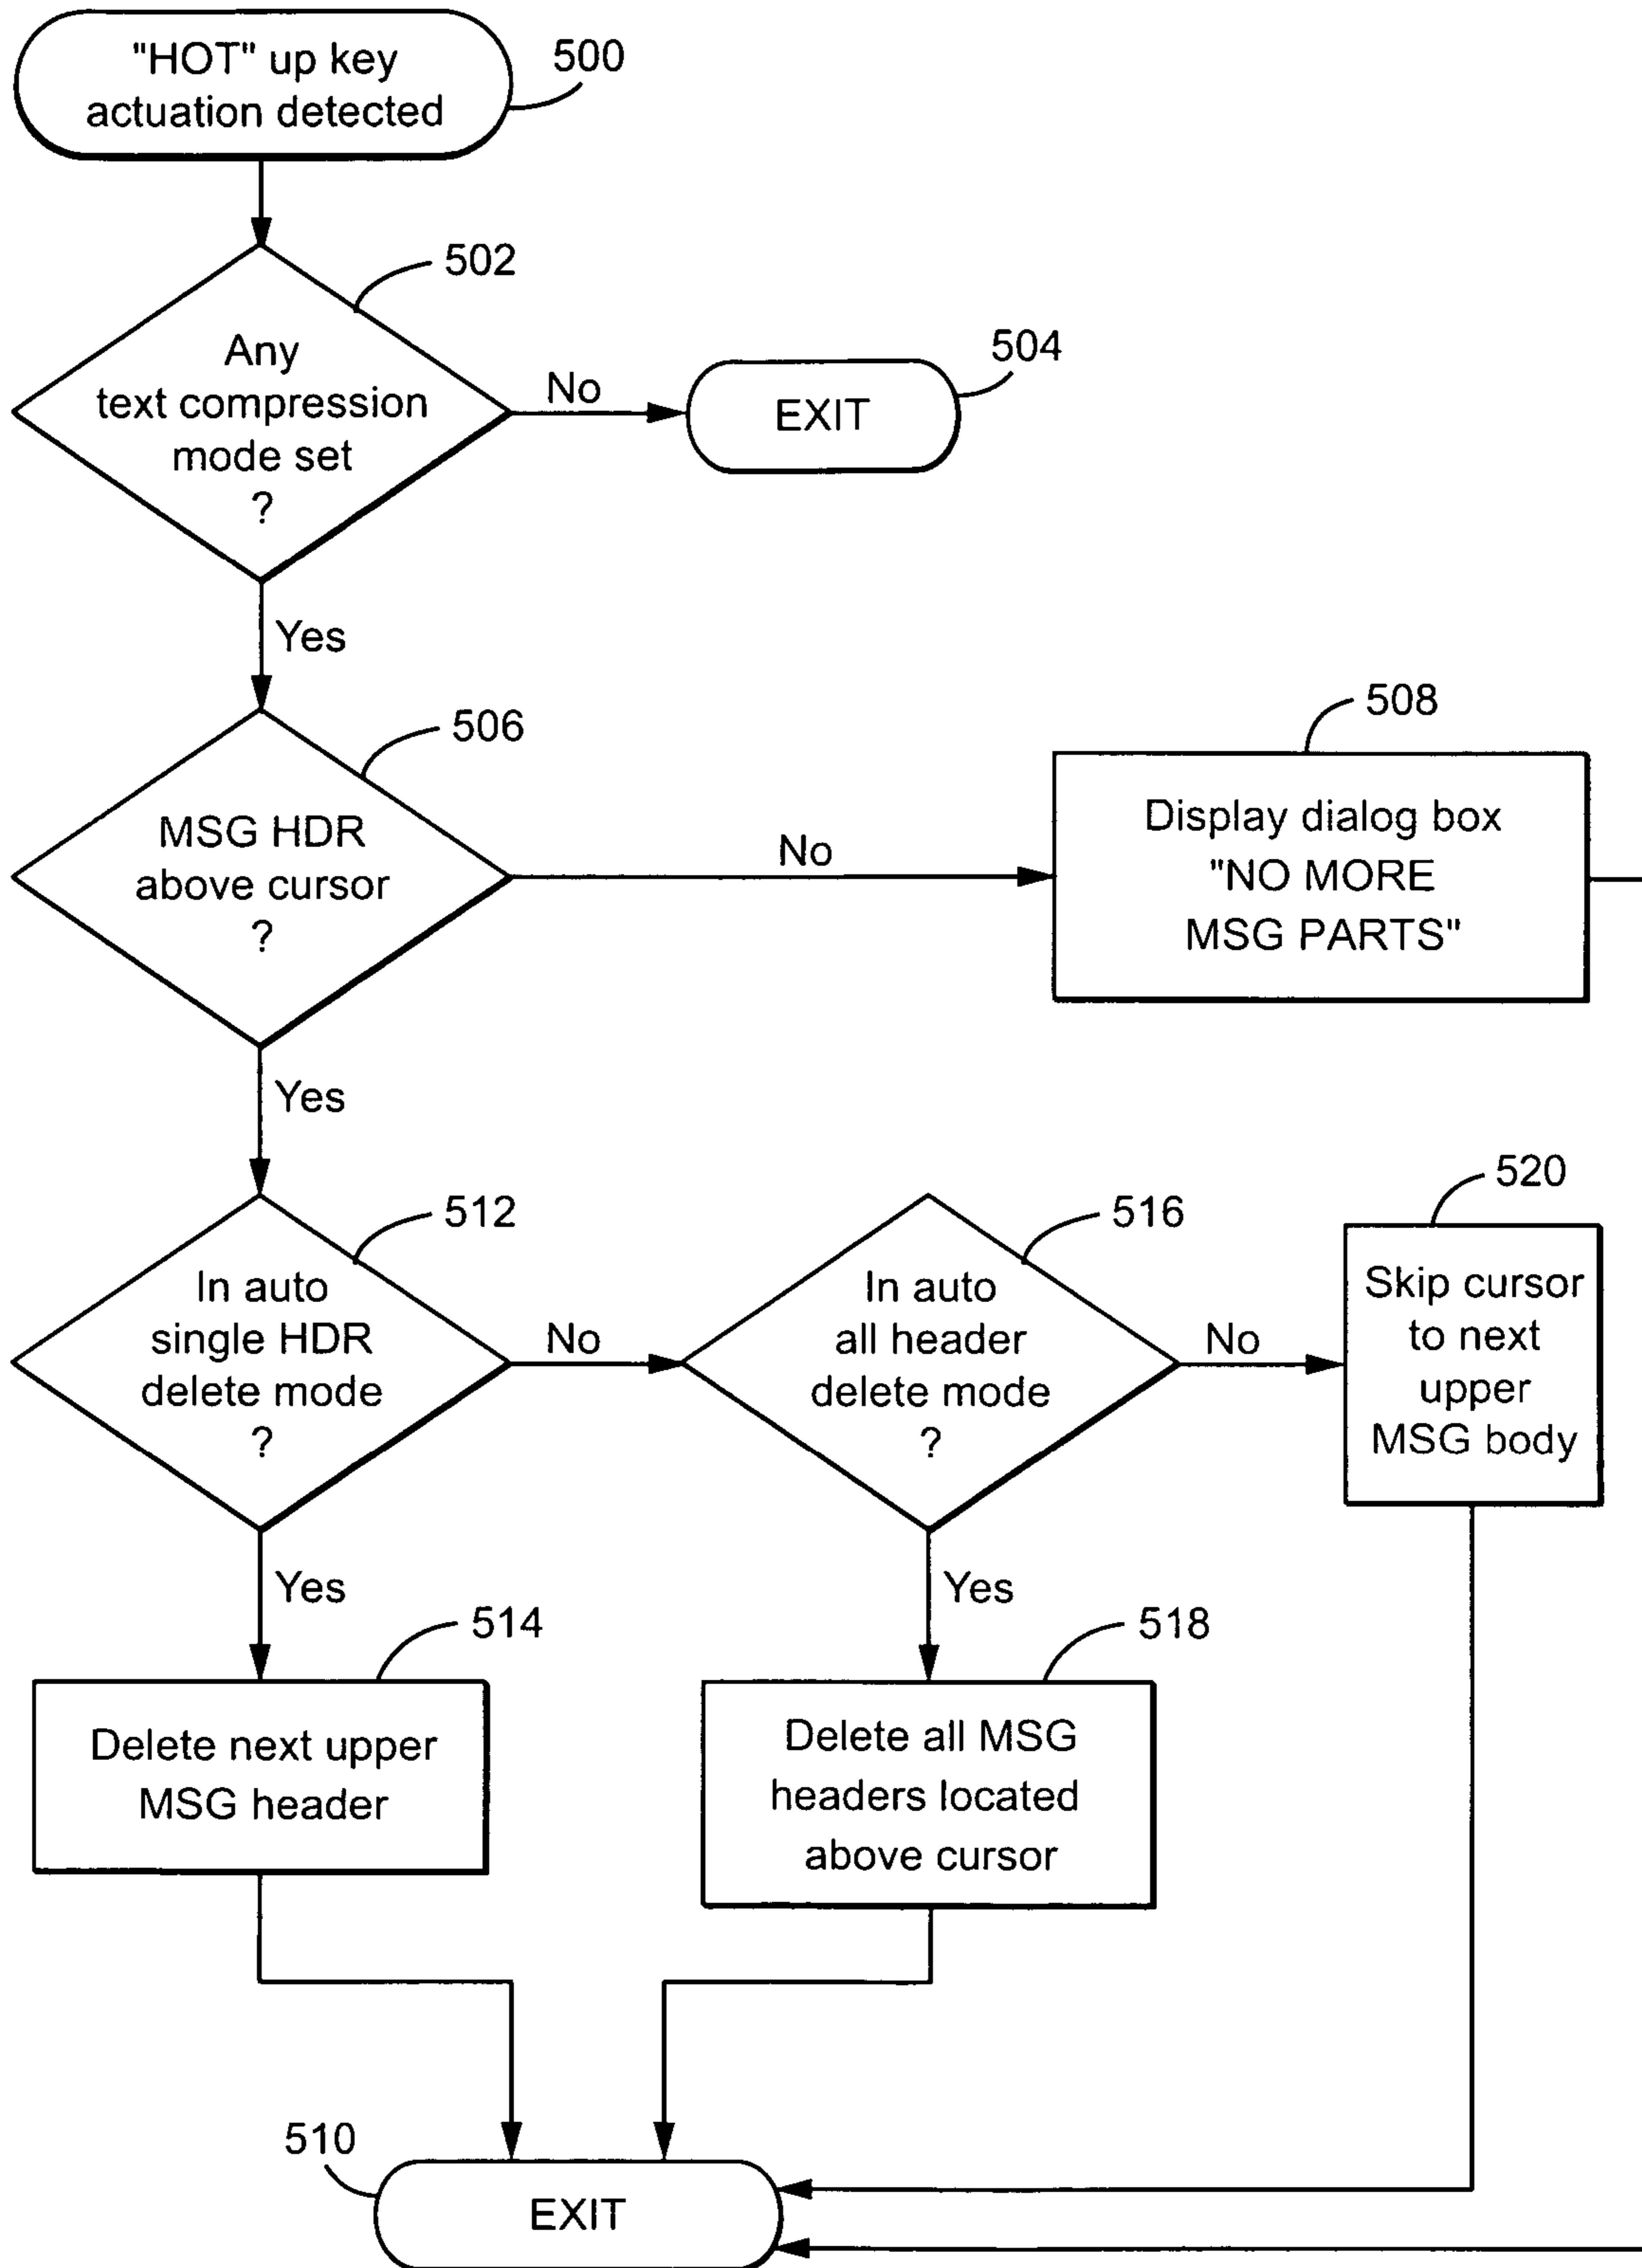 "HOT" up key
actuation detected
500
502
Any
text compression
mode set
?
No
504
EXIT
Yes
506
MSG HDR
above cursor
?
No
508
Display dialog box
"NO MORE
MSG PARTS"
Yes
512
In auto
single HDR
delete mode
?
No
516
In auto
all header
delete mode
?
No
520
Skip cursor
to next
upper
MSG body
Yes
514
Delete next upper
MSG header
Yes
518
Delete all MSG
headers located
above cursor
510
EXIT